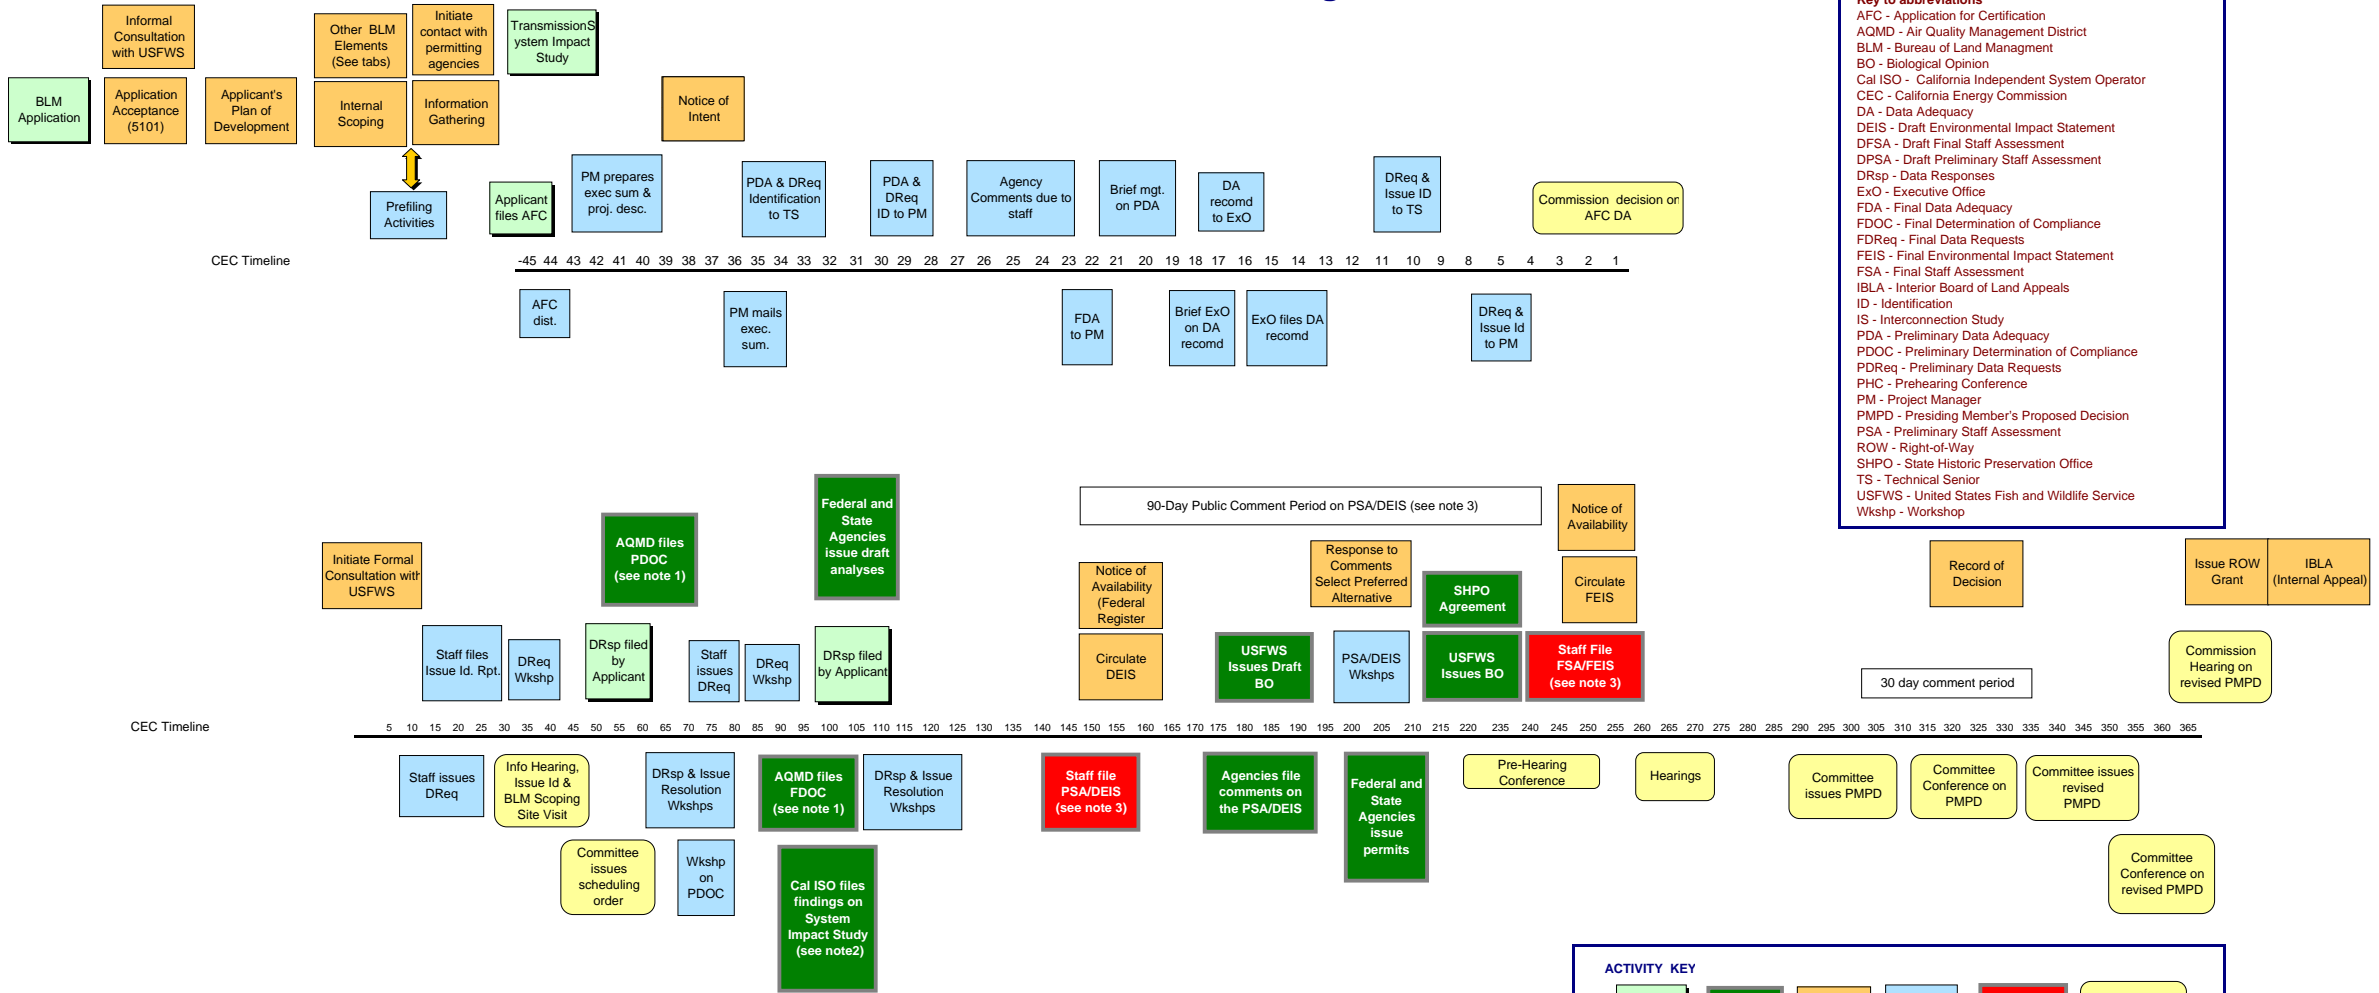 Key to abbreviations
AFC - Application for Certification
AQMD - Air Quality Management District
BLM - Bureau of Land Managment
BO - Biological Opinion
Cal ISO - California Independent System Operator
CEC - California Energy Commission
DA - Data Adequacy
DEIS - Draft Environmental Impact Statement
DFSA - Draft Final Staff Assessment
DPSA - Draft Preliminary Staff Assessment
DRsp - Data Responses
ExO - Executive Office
FDA - Final Data Adequacy
FDOC - Final Determination of Compliance
FDReq - Final Data Requests
FEIS - Final Environmental Impact Statement
FSA - Final Staff Assessment
IBLA - Interior Board of Land Appeals
ID - Identification
IS - Interconnection Study
PDA - Preliminary Data Adequacy
PDOC - Preliminary Determination of Compliance
PDReq - Preliminary Data Requests
PHC - Prehearing Conference
PM - Project Manager
PMPD - Presiding Member's Proposed Decision
PSA - Preliminary Staff Assessment
ROW - Right-of-Way
SHPO - State Historic Preservation Office
TS - Technical Senior
USFWS - United States Fish and Wildlife Service
Wkshp - Workshop
Informal
Consultation
with USFWS
Other BLM
Elements
(See tabs)
Initiate
contact with
permitting
agencies
TransmissionS
ystem Impact
Study
BLM
Application
Application
Acceptance
(5101)
Applicant's
Plan of
Development
Internal
Scoping
Information
Gathering
Notice of
Intent
Prefiling
Activities
Applicant
files AFC
PM prepares
exec sum &
proj. desc.
PDA & DReq
Identification
to TS
PDA &
DReq
ID to PM
Agency
Comments due to
staff
Brief mgt.
on PDA
DA
recomd
to ExO
DReq &
Issue ID
to TS
Commission decision on
AFC DA
CEC Timeline
-45 44 43 42 41 40 39 38 37 36 35 34 33 32 31 30 29 28 27 26 25 24 23 22 21 20 19 18 17 16 15 14 13 12 11 10 9 8 5 4 3 2 1
AFC
dist.
PM mails
exec.
sum.
FDA
to PM
Brief ExO
on DA
recomd
ExO files DA
recomd
DReq &
Issue Id
to PM
Initiate Formal
Consultation with
USFWS
AQMD files
PDOC
(see note 1)
Federal and
State
Agencies
issue draft
analyses
90-Day Public Comment Period on PSA/DEIS (see note 3)
Notice of
Availability
Notice of
Availability
(Federal
Register
Response to
Comments
Select Preferred
Alternative
SHPO
Agreement
Circulate
FEIS
Record of
Decision
Issue ROW
Grant
IBLA
(Internal Appeal)
Staff files
Issue Id. Rpt.
DReq
Wkshp
DRsp filed
by
Applicant
Staff
issues
DReq
DReq
Wkshp
DRsp filed
by Applicant
Circulate
DEIS
USFWS
Issues Draft
BO
PSA/DEIS
Wkshps
USFWS
Issues BO
Staff File
FSA/FEIS
(see note 3)
30 day comment period
Commission
Hearing on
revised PMPD
CEC Timeline
5 10 15 20 25 30 35 40 45 50 55 60 65 70 75 80 85 90 95 100 105 110 115 120 125 130 135 140 145 150 155 160 165 170 175 180 185 190 195 200 205 210 215 220 235 240 245 250 255 260 265 270 275 280 285 290 295 300 305 310 315 320 325 330 335 340 345 350 355 360 365
Staff issues
DReq
Info Hearing,
Issue Id &
BLM Scoping
Site Visit
DRsp & Issue
Resolution
Wkshps
AQMD files
FDOC
(see note 1)
DRsp & Issue
Resolution
Wkshps
Staff file
PSA/DEIS
(see note 3)
Agencies file
comments on
the PSA/DEIS
Federal and
State
Agencies
issue
permits
Pre-Hearing
Conference
Hearings
Committee
issues PMPD
Committee
Conference on
PMPD
Committee issues
revised
PMPD
Committee
issues
scheduling
order
Wkshp
on
PDOC
Cal ISO files
findings on
System
Impact Study
(see note2)
Committee
Conference on
revised PMPD
ACTIVITY KEY